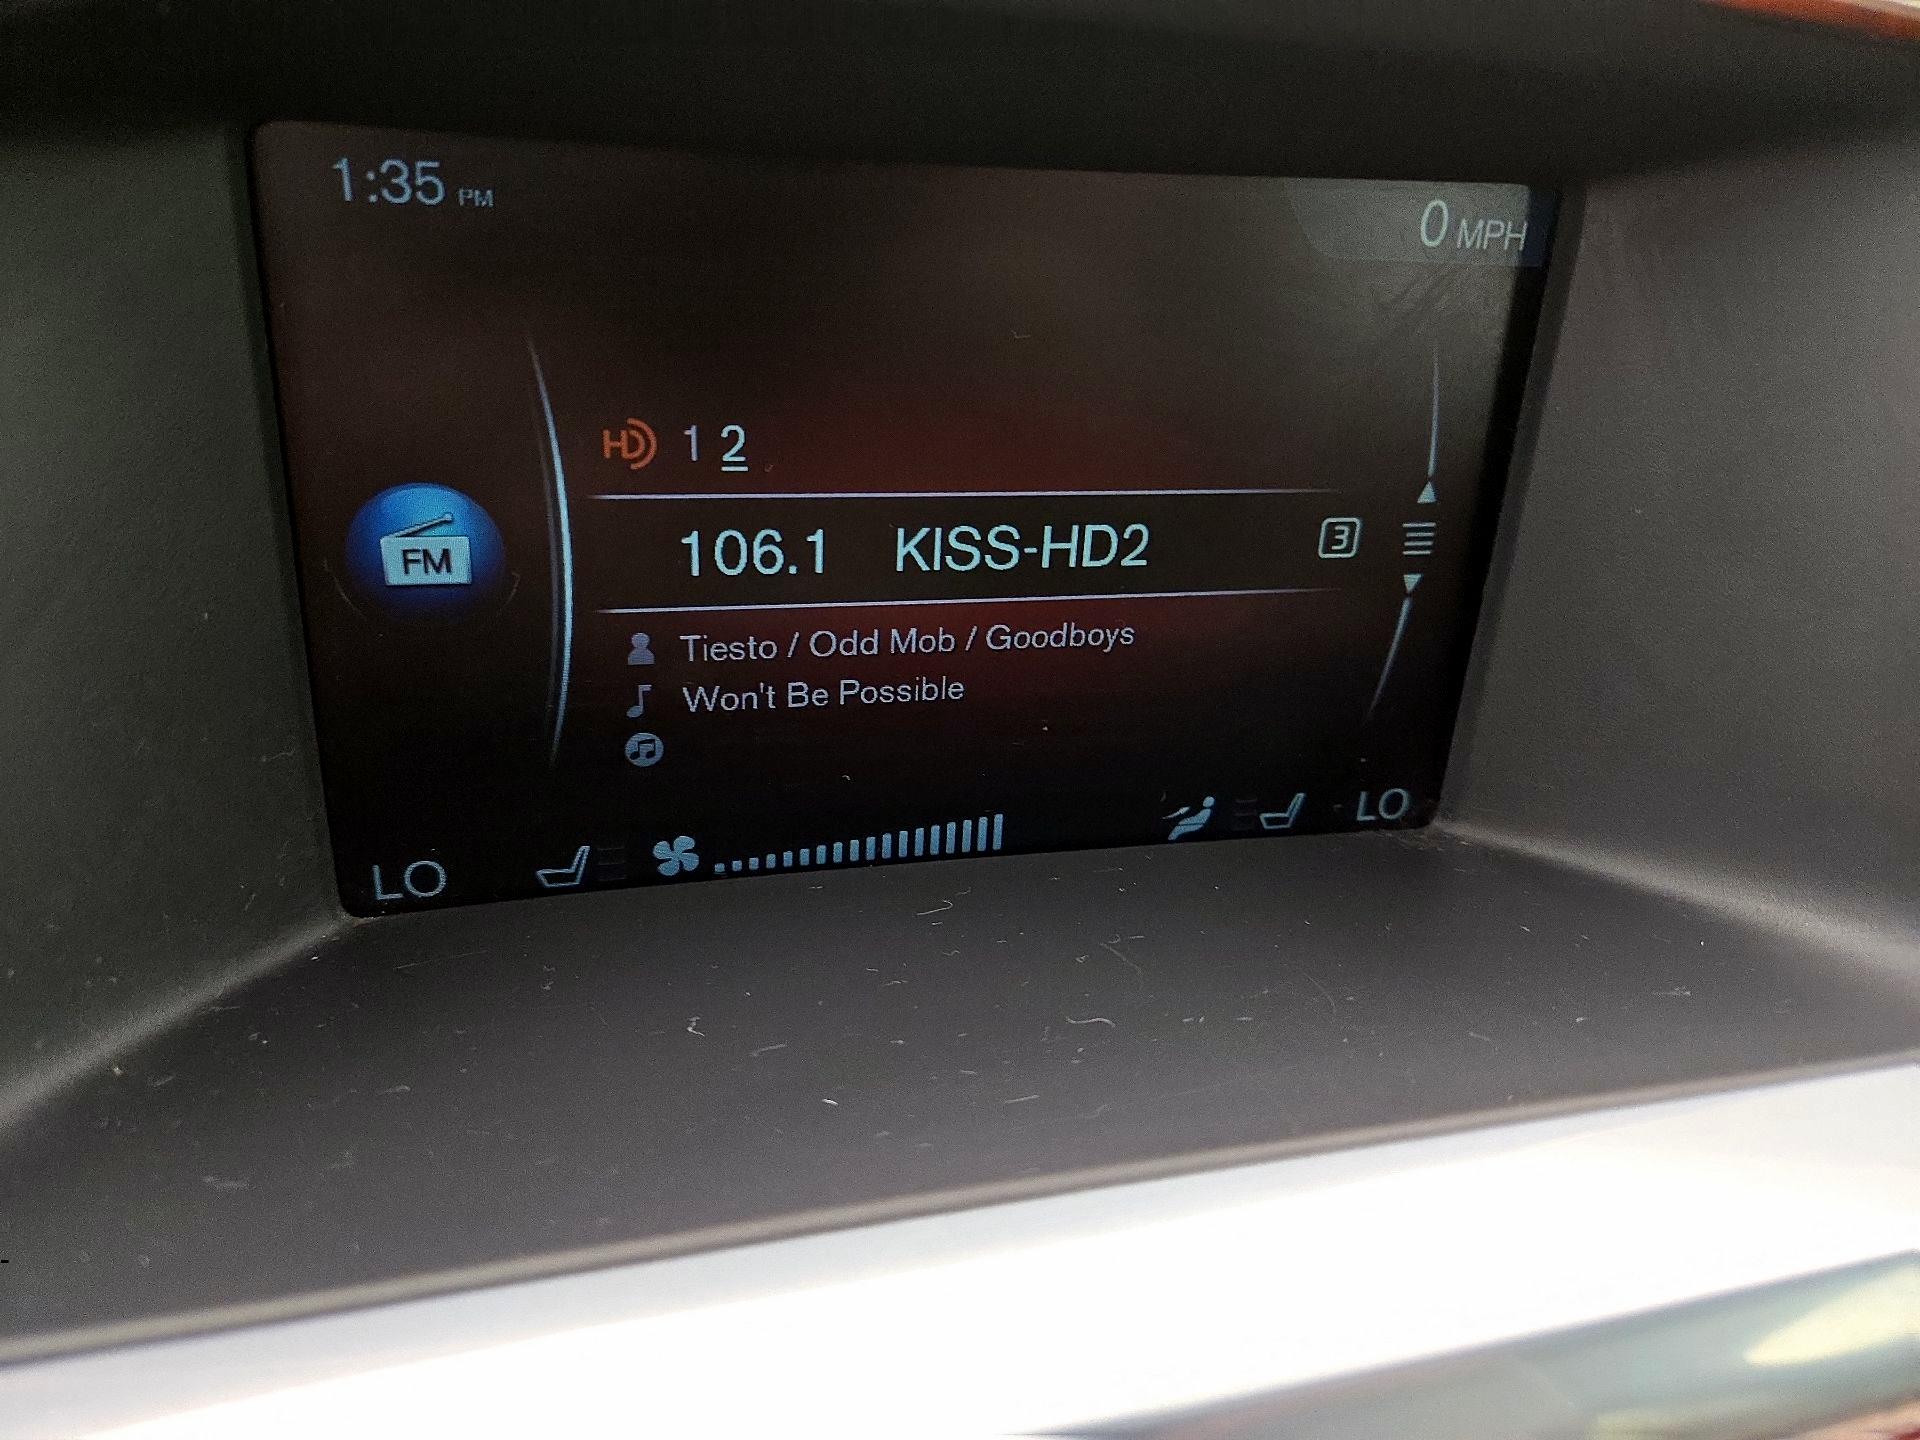 1:35 PM
0 MPH
HD 1 2
106.1 KISS-HD2 3
FM
Tiesto / Odd Mob / Goodboys
Won't Be Possible
LO LO